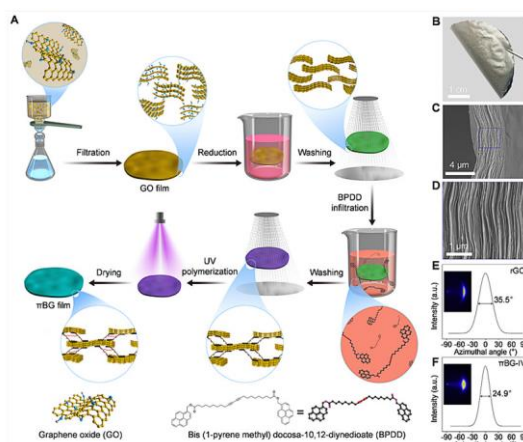 A
B
Filtration
GO film
Reduction
Washing
C
4 μm
BPDD
infiltration
D
1 μm
UV
polymerization
Drying
Washing
πBG film
E
rGO
35.5°
Intensity (a.u.)
-90 -60 -30 0 30 60 90
Azimuthal angle (°)
F
πBG-IV
24.9°
Intensity (a.u.)
-90 -60 -30 0 30 60 90
Graphene oxide (GO)
Bis (1-pyrene methyl) docosa-10,12-diynedioate (BPDD)